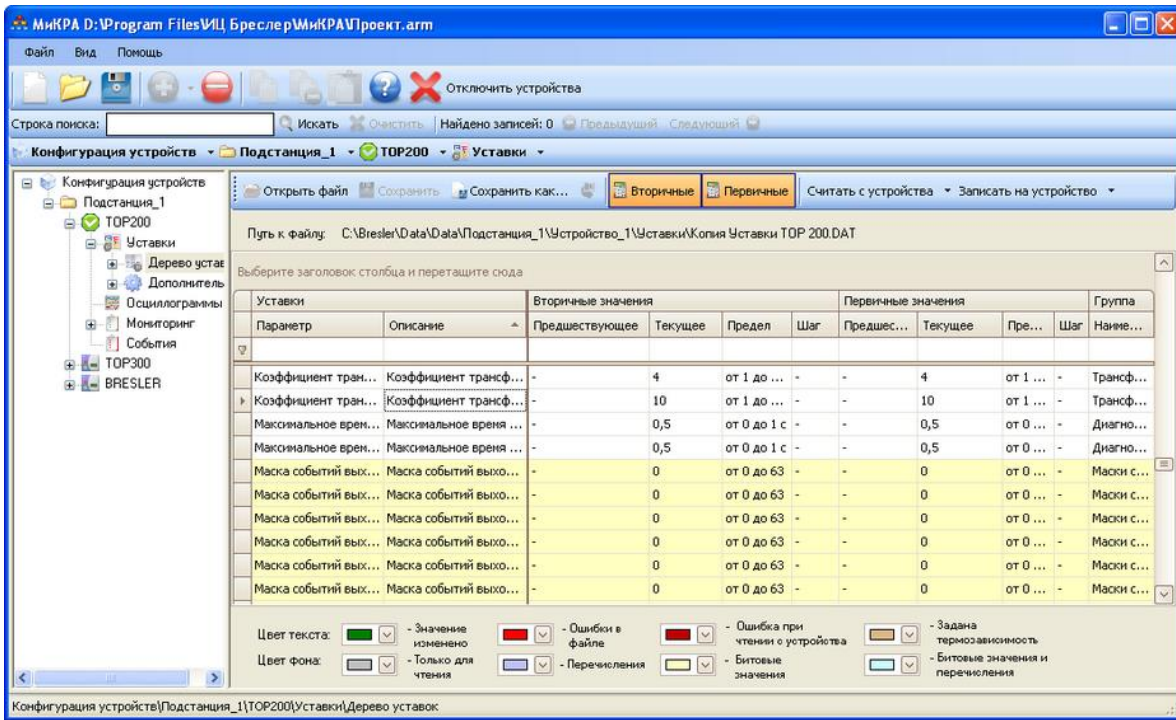 МиКРА D:\Program Files\ИЦ Бреслер\МиКРА\Проект.arm
Файл Вид Помощь
Отключить устройства
Строка поиска: Искать Очистить Найдено записей: 0 Предыдущий Следующий
Конфигурация устройств Подстанция_1 ТОР200 Уставки
Конфигурация устройств
Подстанция_1
ТОР200
Уставки
Дерево устав
Дополнитель
Осциллограммы
Мониторинг
События
ТОР300
BRESLER
Открыть файл Сохранить Сохранить как... Вторичные Первичные Считать с устройства Записать на устройство
Путь к файлу: C:\Bresler\Data\Data\Подстанция_1\Устройство_1\Уставки\Копия Уставки ТОР 200.DAT
Выберите заголовок столбца и перетащите сюда
Уставки Вторичные значения Первичные значения Группа
Параметр Описание Предшествующее Текущее Предел Шаг Предшес... Текущее Пре... Шаг Наиме...
Коэффициент тран... Коэффициент трансф... - 4 от 1 до ... - - 4 от 1 ... - Трансф...
Коэффициент тран... Коэффициент трансф... - 10 от 1 до ... - - 10 от 1 ... - Трансф...
Максимальное врем... Максимальное время ... - 0,5 от 0 до 1 с - - 0,5 от 0 ... - Диагно...
Максимальное врем... Максимальное время ... - 0,5 от 0 до 1 с - - 0,5 от 0 ... - Диагно...
Маска событий вых... Маска событий выхо... - 0 от 0 до 63 - - 0 от 0 ... - Маски с...
Маска событий вых... Маска событий выхо... - 0 от 0 до 63 - - 0 от 0 ... - Маски с...
Маска событий вых... Маска событий выхо... - 0 от 0 до 63 - - 0 от 0 ... - Маски с...
Маска событий вых... Маска событий выхо... - 0 от 0 до 63 - - 0 от 0 ... - Маски с...
Маска событий вых... Маска событий выхо... - 0 от 0 до 63 - - 0 от 0 ... - Маски с...
Маска событий вых... Маска событий выхо... - 0 от 0 до 63 - - 0 от 0 ... - Маски с...
Цвет текста: - Значение изменено - Ошибки в файле - Ошибка при чтении с устройства - Задана термозависимость
Цвет фона: - Только для чтения - Перечисления - Битовые значения - Битовые значения и перечисления
Конфигурация устройств\Подстанция_1\ТОР200\Уставки\Дерево уставок